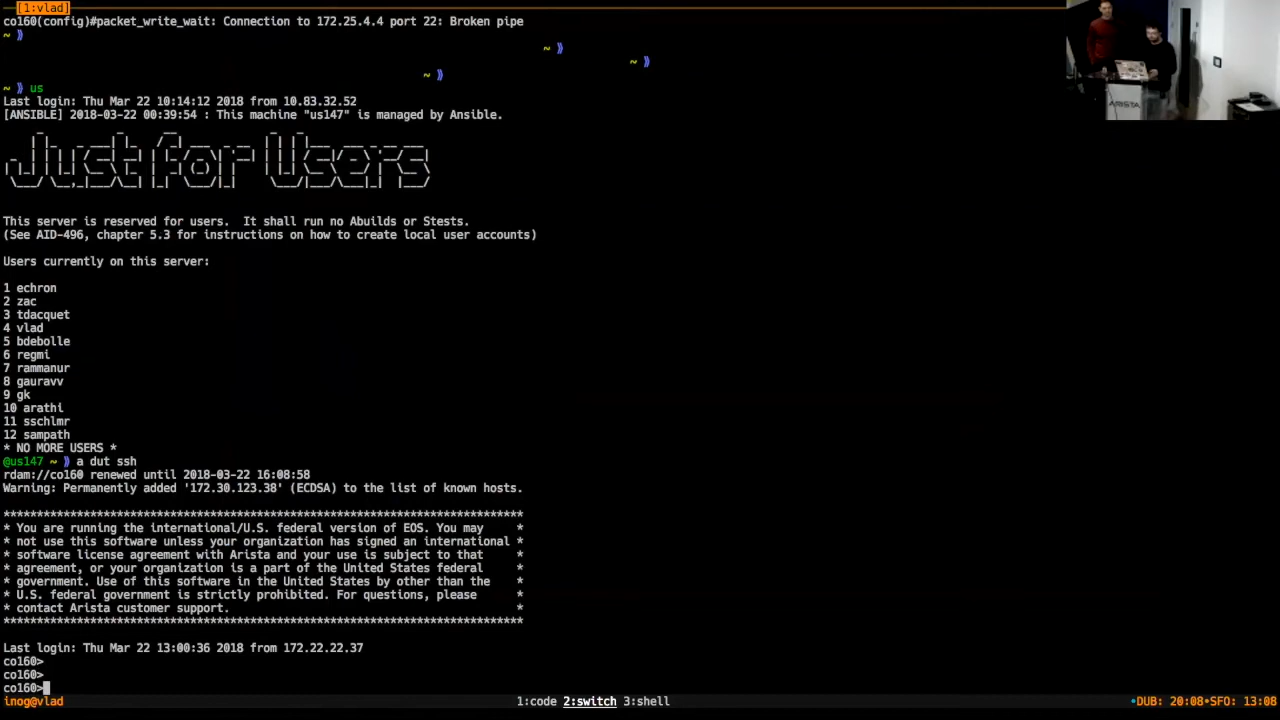 [1:vlad]
co160(config)#packet_write_wait: Connection to 172.25.4.4 port 22: Broken pipe
~ ⟫
~ ⟫
~ ⟫
~ ⟫
~ ⟫ us
Last login: Thu Mar 22 10:14:12 2018 from 10.83.32.52
[ANSIBLE] 2018-03-22 00:39:54 : This machine "us147" is managed by Ansible.
Just for Users
This server is reserved for users.  It shall run no Abuilds or Stests.
(See AID-496, chapter 5.3 for instructions on how to create local user accounts)
Users currently on this server:
1 echron
2 zac
3 tdacquet
4 vlad
5 bdebolle
6 regmi
7 rammanur
8 gauravv
9 gk
10 arathi
11 sschlmr
12 sampath
* NO MORE USERS *
@us147 ~ ⟫ a dut ssh
rdam://co160 renewed until 2018-03-22 16:08:58
Warning: Permanently added '172.30.123.38' (ECDSA) to the list of known hosts.
*******************************************************************************
* You are running the international/U.S. federal version of EOS. You may      *
* not use this software unless your organization has signed an international  *
* software license agreement with Arista and your use is subject to that      *
* agreement, or your organization is a part of the United States federal      *
* government. Use of this software in the United States by other than the     *
* U.S. federal government is strictly prohibited. For questions, please       *
* contact Arista customer support.                                            *
*******************************************************************************
Last login: Thu Mar 22 13:00:36 2018 from 172.22.22.37
co160>
co160>
co160>
inog@vlad 1:code 2:switch 3:shell •DUB: 20:08•SFO: 13:08
ARISTA